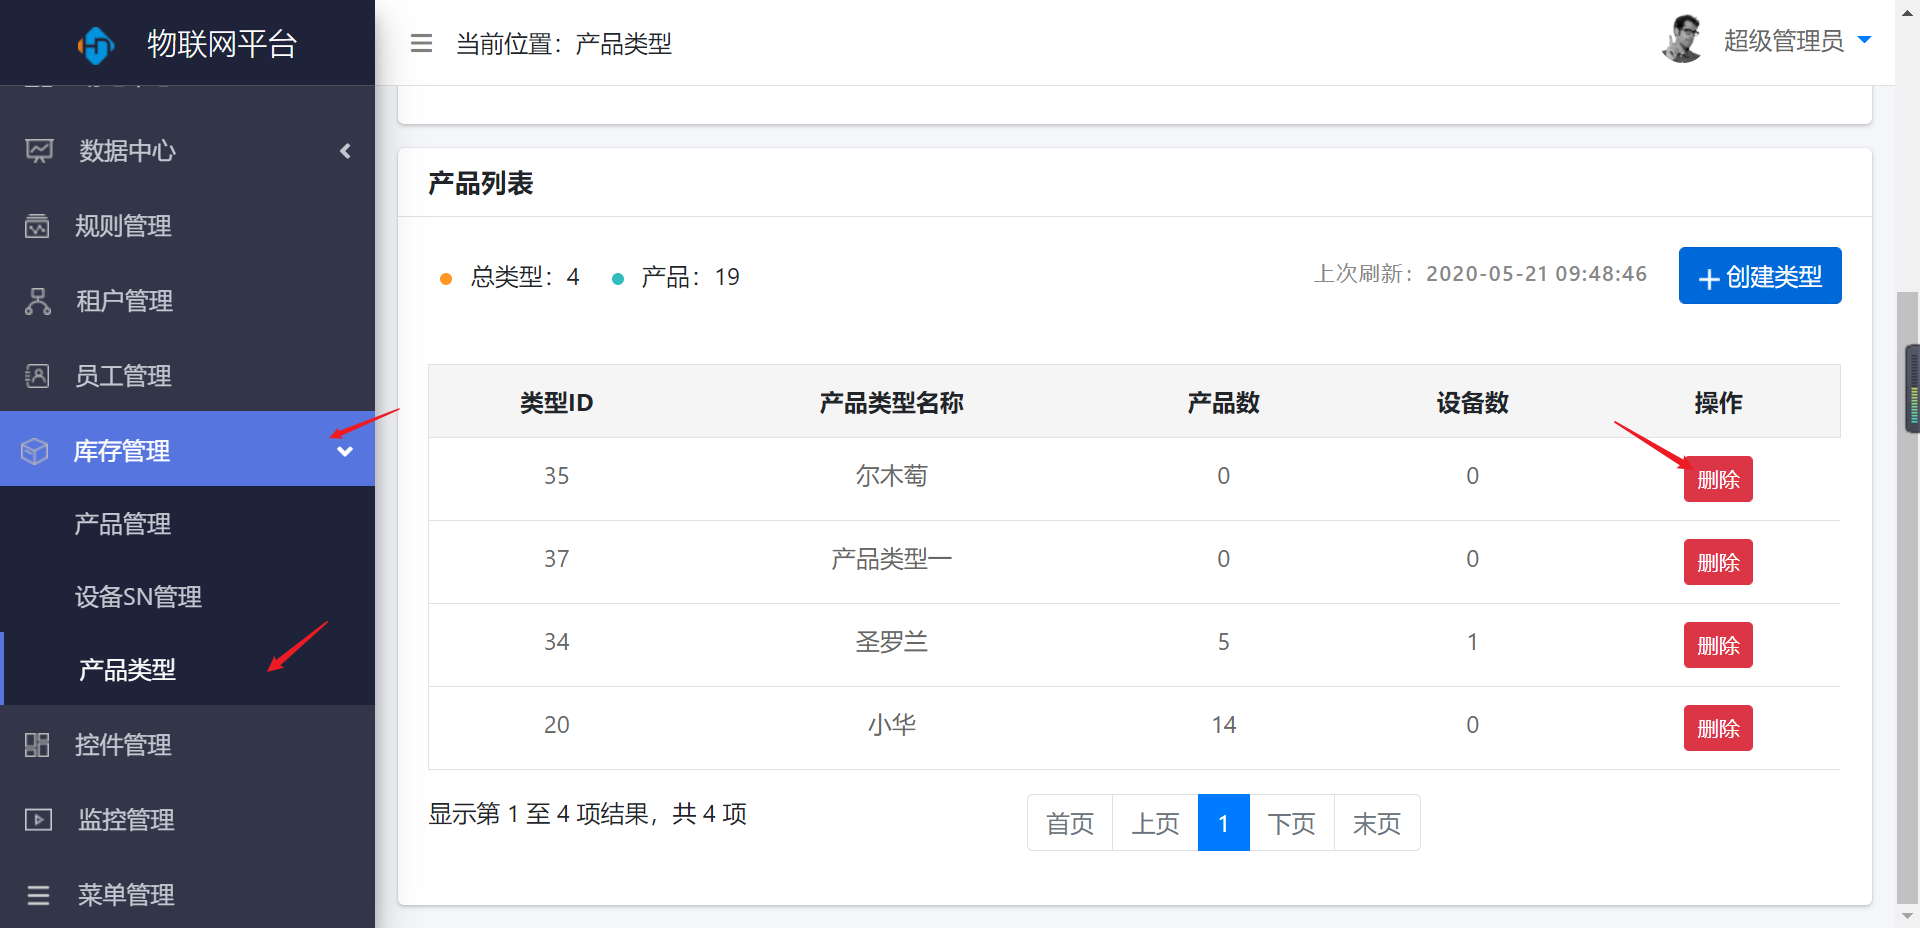 物联网平台
当前位置：产品类型
超级管理员
数据中心
规则管理
租户管理
员工管理
库存管理
产品管理
设备SN管理
产品类型
控件管理
监控管理
菜单管理
产品列表
总类型：4 产品：19
上次刷新：2020-05-21 09:48:46
创建类型
类型ID 产品类型名称 产品数 设备数 操作
35 尔木萄 0 0 删除
37 产品类型一 0 0 删除
34 圣罗兰 5 1 删除
20 小华 14 0 删除
显示第 1 至 4 项结果，共 4 项
首页 上页 1 下页 末页